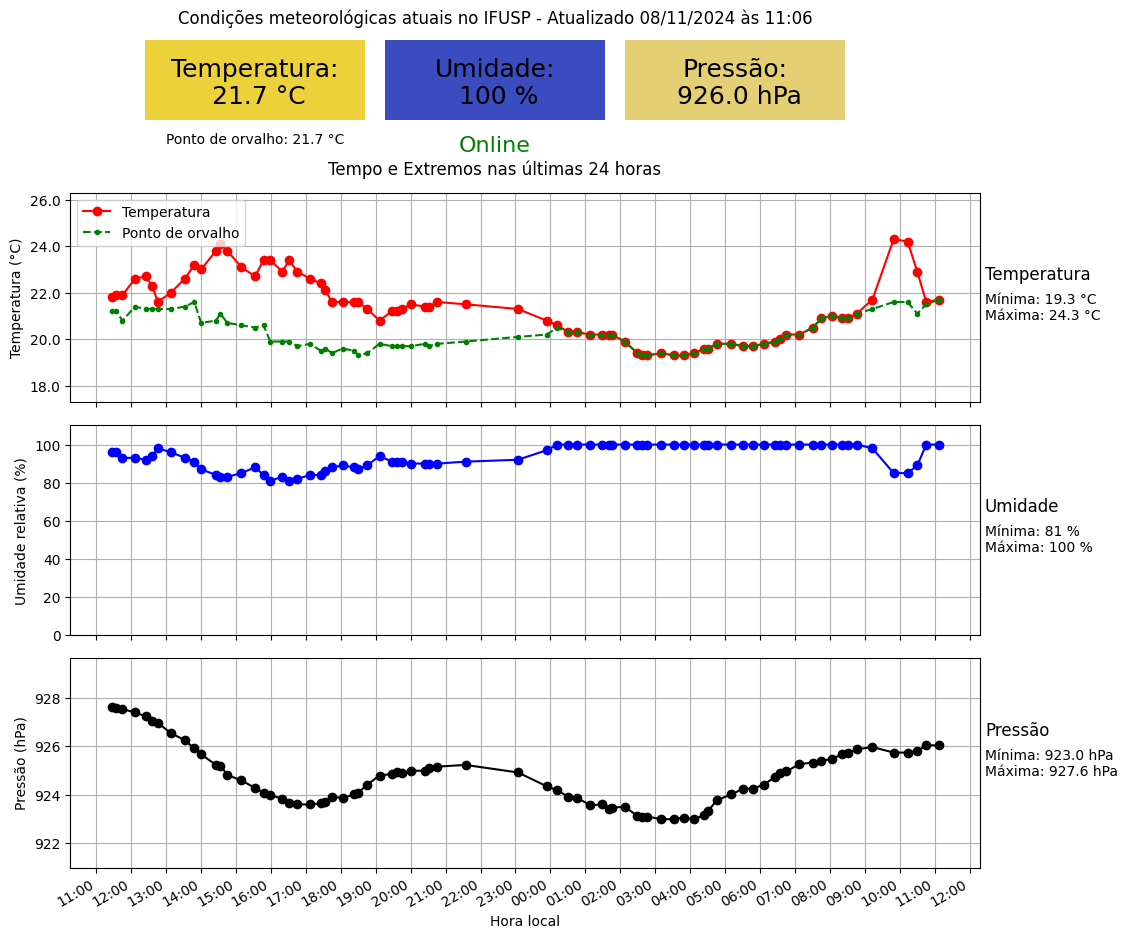 Condições meteorológicas atuais no IFUSP - Atualizado 08/11/2024 às 11:06
Temperatura:
21.7 °C
Umidade:
100 %
Pressão:
926.0 hPa
Ponto de orvalho: 21.7 °C
Online
Tempo e Extremos nas últimas 24 horas
Temperatura (°C)
26.0
24.0
22.0
20.0
18.0
Temperatura
Ponto de orvalho
Temperatura
Mínima: 19.3 °C
Máxima: 24.3 °C
Umidade relativa (%)
100
80
60
40
20
0
Umidade
Mínima: 81 %
Máxima: 100 %
Pressão (hPa)
928
926
924
922
Pressão
Mínima: 923.0 hPa
Máxima: 927.6 hPa
11:00 12:00 13:00 14:00 15:00 16:00 17:00 18:00 19:00 20:00 21:00 22:00 23:00 00:00 01:00 02:00 03:00 04:00 05:00 06:00 07:00 08:00 09:00 10:00 11:00 12:00
Hora local